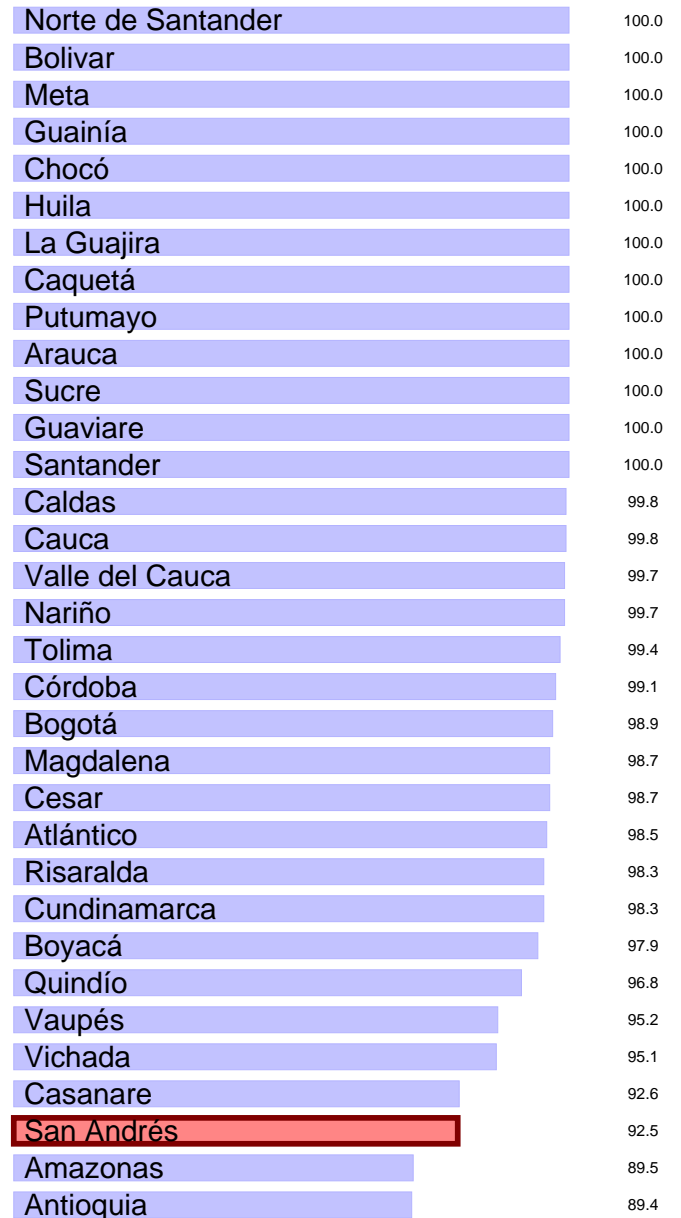 Norte de Santander 100.0
Bolivar 100.0
Meta 100.0
Guainía 100.0
Chocó 100.0
Huila 100.0
La Guajira 100.0
Caquetá 100.0
Putumayo 100.0
Arauca 100.0
Sucre 100.0
Guaviare 100.0
Santander 100.0
Caldas 99.8
Cauca 99.8
Valle del Cauca 99.7
Nariño 99.7
Tolima 99.4
Córdoba 99.1
Bogotá 98.9
Magdalena 98.7
Cesar 98.7
Atlántico 98.5
Risaralda 98.3
Cundinamarca 98.3
Boyacá 97.9
Quindío 96.8
Vaupés 95.2
Vichada 95.1
Casanare 92.6
San Andrés 92.5
Amazonas 89.5
Antioquia 89.4